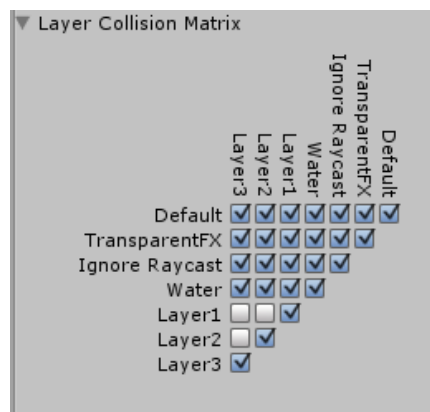 Layer Collision Matrix
Layer3
Layer2
Layer1
Water
Ignore Raycast
TransparentFX
Default
Default
TransparentFX
Ignore Raycast
Water
Layer1
Layer2
Layer3